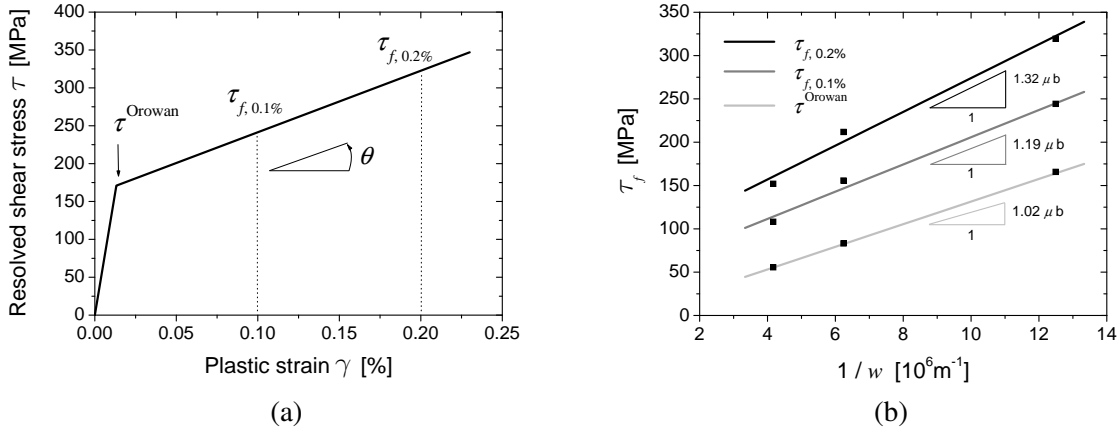 400
350
300
250
200
150
100
50
0
0.00 0.05 0.10 0.15 0.20 0.25
Resolved shear stress τ [MPa]
Plastic strain γ [%]
τ^Orowan
τ_f, 0.1%
τ_f, 0.2%
θ
(a)
350
300
250
200
150
100
50
0
2 4 6 8 10 12 14
τ_f [MPa]
1 / w [10^6m^-1]
τ_f, 0.2%
τ_f, 0.1%
τ^Orowan
1.32 μ b
1
1.19 μ b
1
1.02 μ b
1
(b)